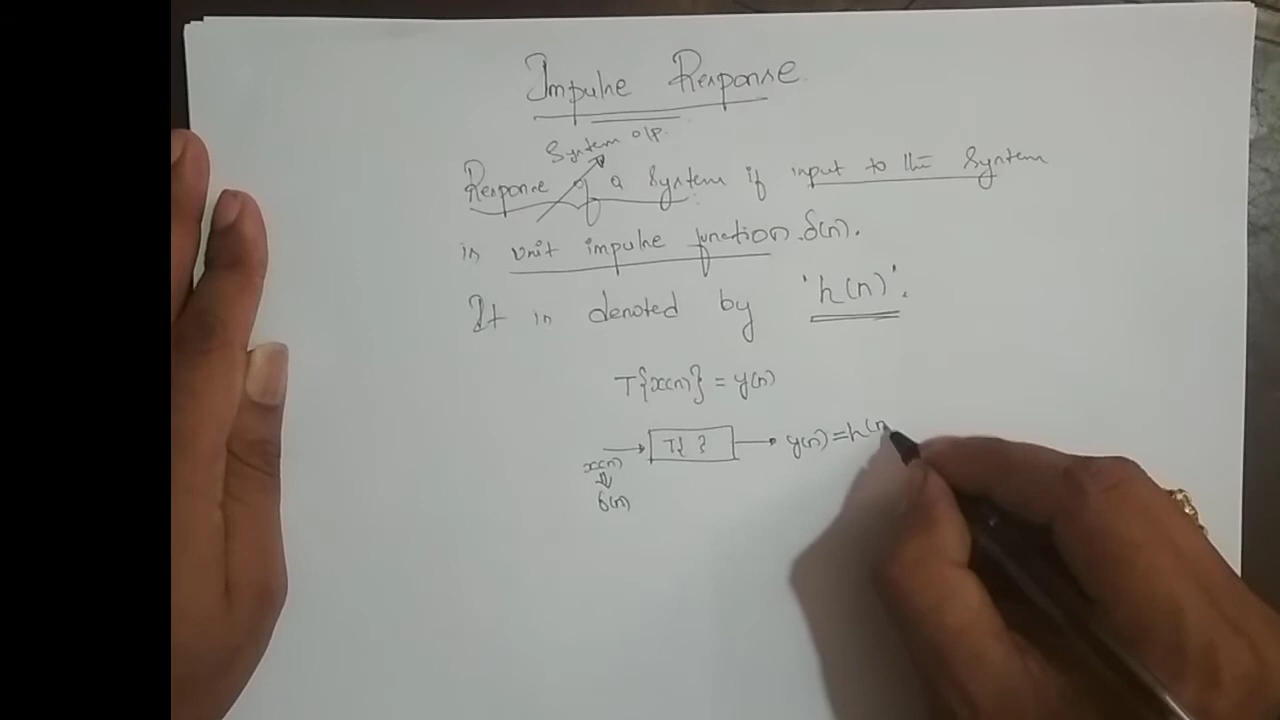 Impulse Response
System o/p.
Response of a System if input to the System
is unit impulse function δ(n).
It is denoted by 'h(n)'.
T{x(n)} = y(n)
T{ } y(n) = h(n
x(n)
⇓
δ(n)